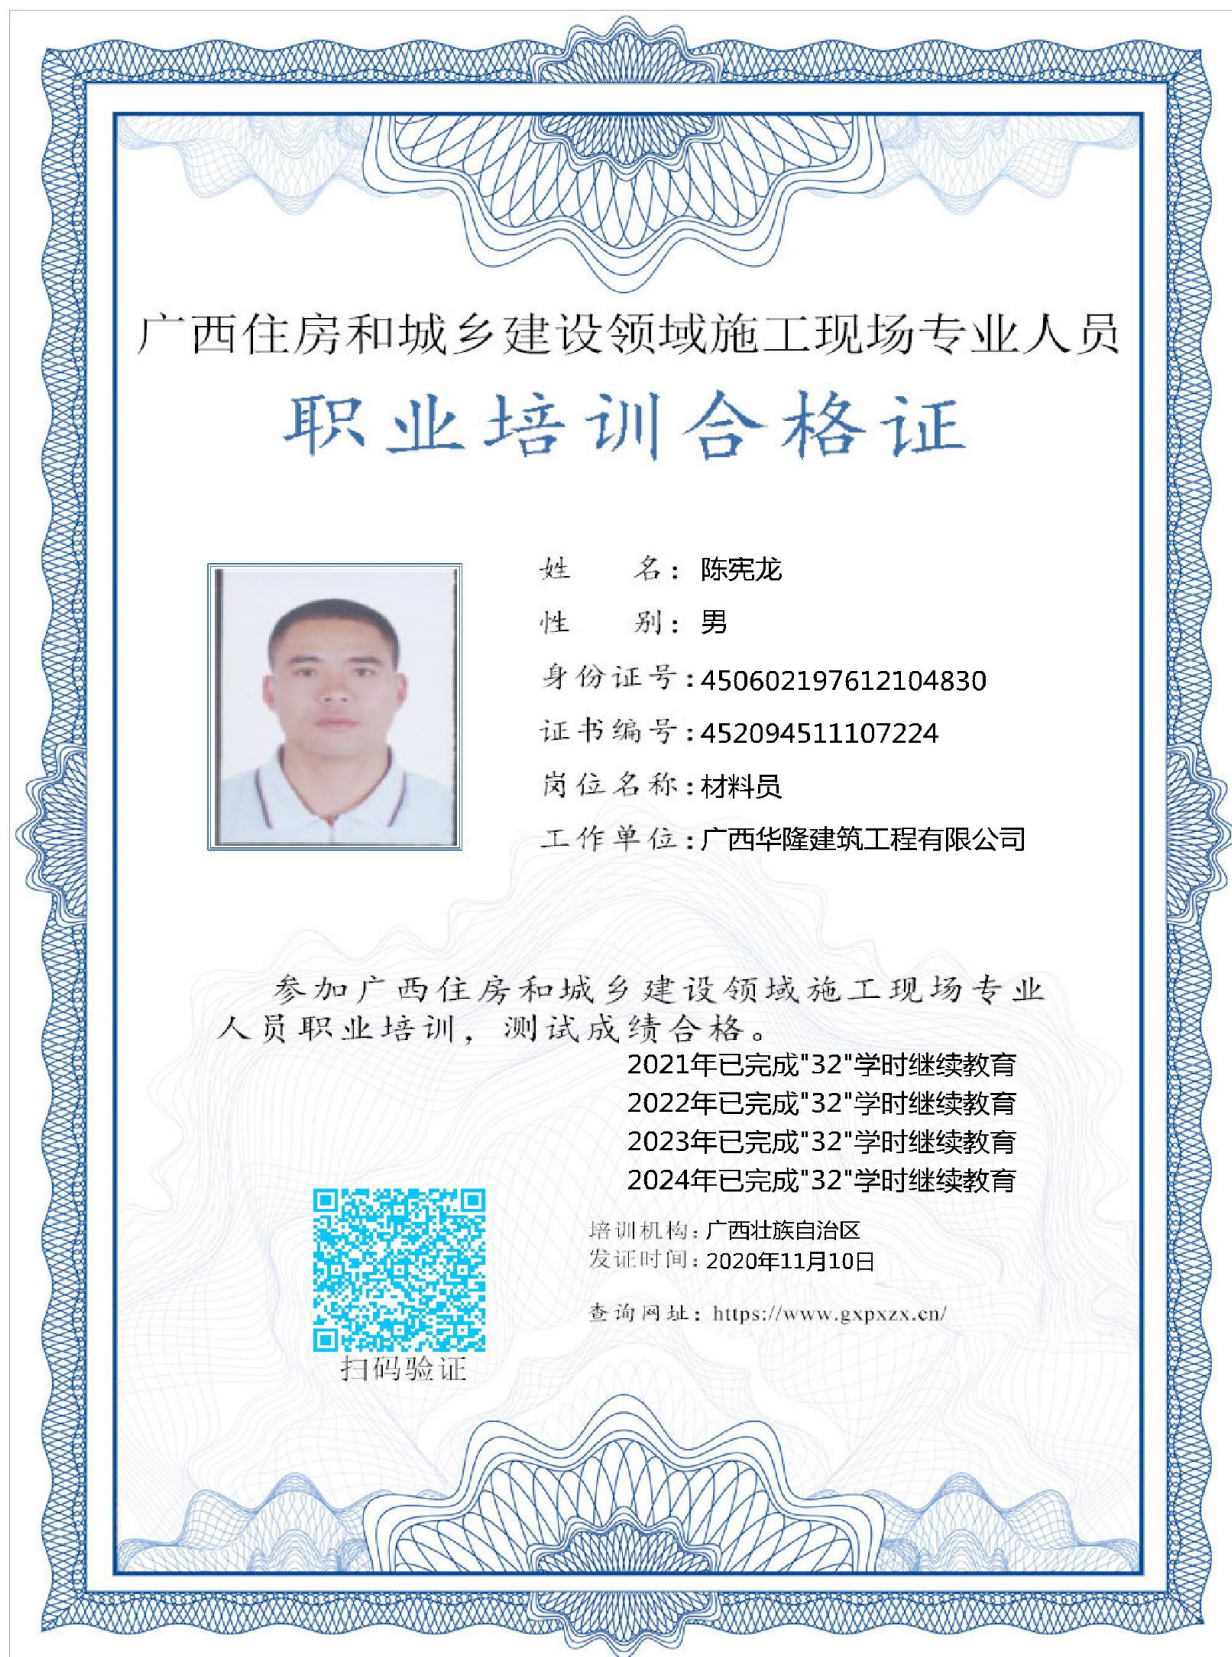 广西住房和城乡建设领域施工现场专业人员
职业培训合格证
姓 名：陈宪龙
性 别：男
身份证号：450602197612104830
证书编号：452094511107224
岗位名称：材料员
工作单位：广西华隆建筑工程有限公司
参加广西住房和城乡建设领域施工现场专业
人员职业培训，测试成绩合格。
2021年已完成"32"学时继续教育
2022年已完成"32"学时继续教育
2023年已完成"32"学时继续教育
2024年已完成"32"学时继续教育
培训机构：广西壮族自治区
发证时间：2020年11月10日
查询网址：https://www.gxpxzx.cn/
扫码验证